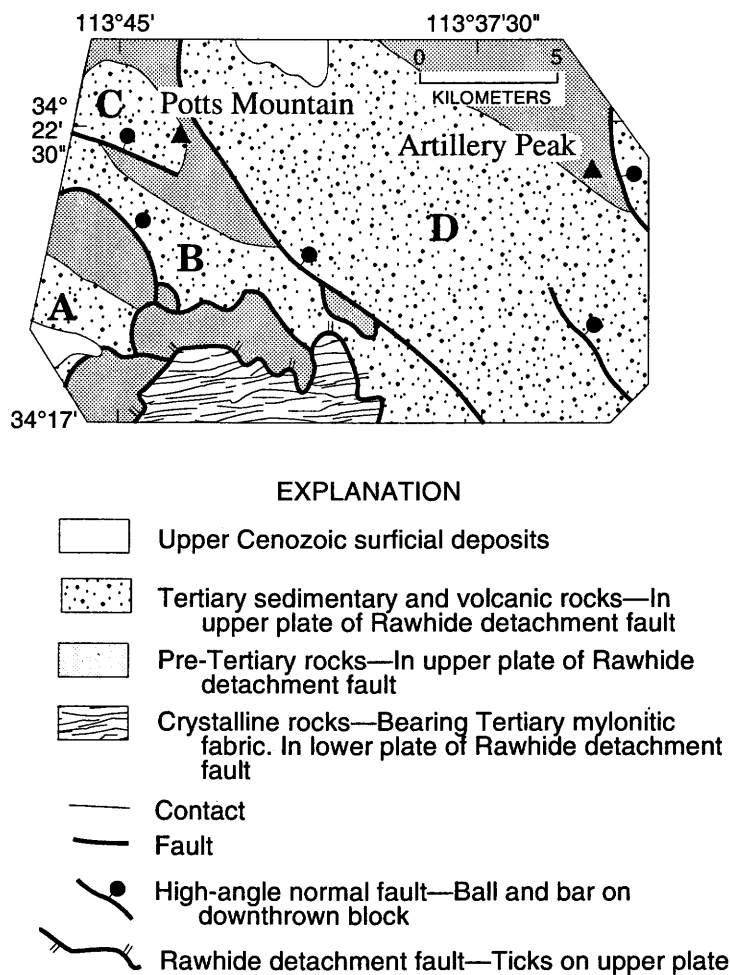 113°45'
113°37'30"
0 5
KILOMETERS
34°
22'
30"
C
Potts Mountain
Artillery Peak
B
D
A
34°17'
EXPLANATION
Upper Cenozoic surficial deposits
Tertiary sedimentary and volcanic rocks—In
upper plate of Rawhide detachment fault
Pre-Tertiary rocks—In upper plate of Rawhide
detachment fault
Crystalline rocks—Bearing Tertiary mylonitic
fabric. In lower plate of Rawhide detachment
fault
Contact
Fault
High-angle normal fault—Ball and bar on
downthrown block
Rawhide detachment fault—Ticks on upper plate